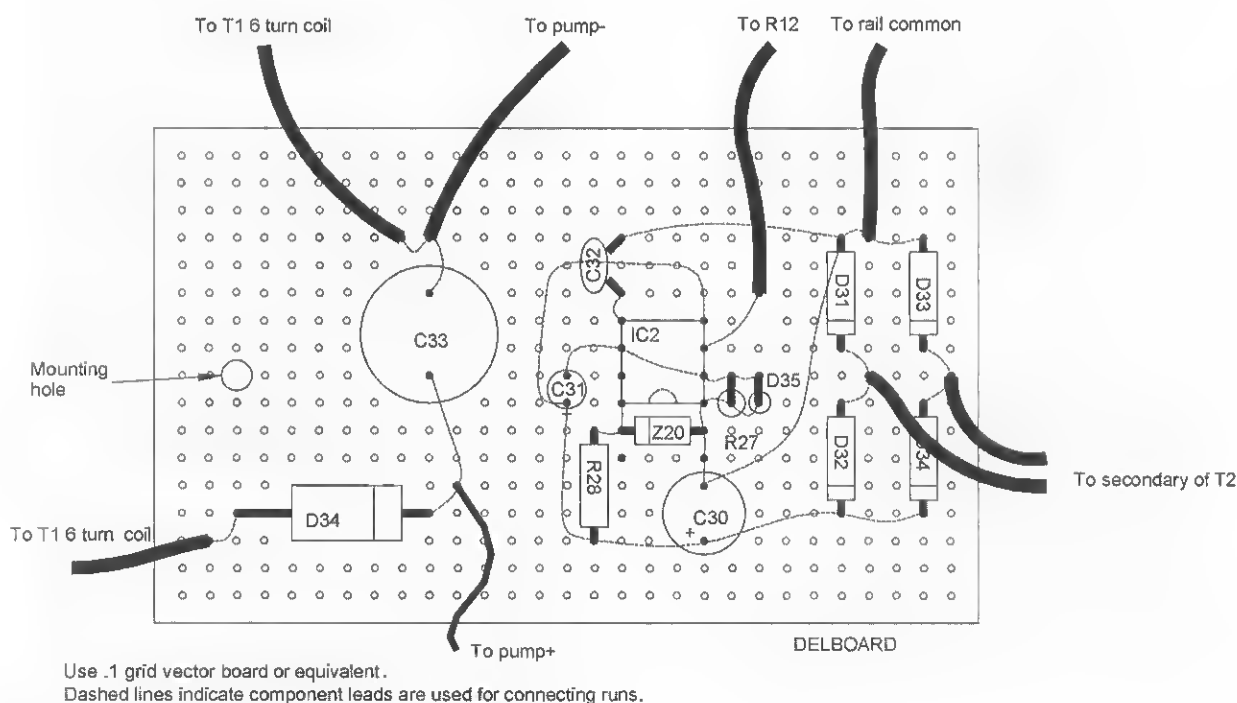 To T1 6 turn coil
To pump-
To R12
To rail common
C32
D31
D33
IC2
C33
Mounting
hole
C31
+
D35
Z20
R27
R28
D32
D34
To secondary of T2
C30
+
D34
To T1 6 turn coil
To pump+
DELBOARD
Use .1 grid vector board or equivalent.
Dashed lines indicate component leads are used for connecting runs.